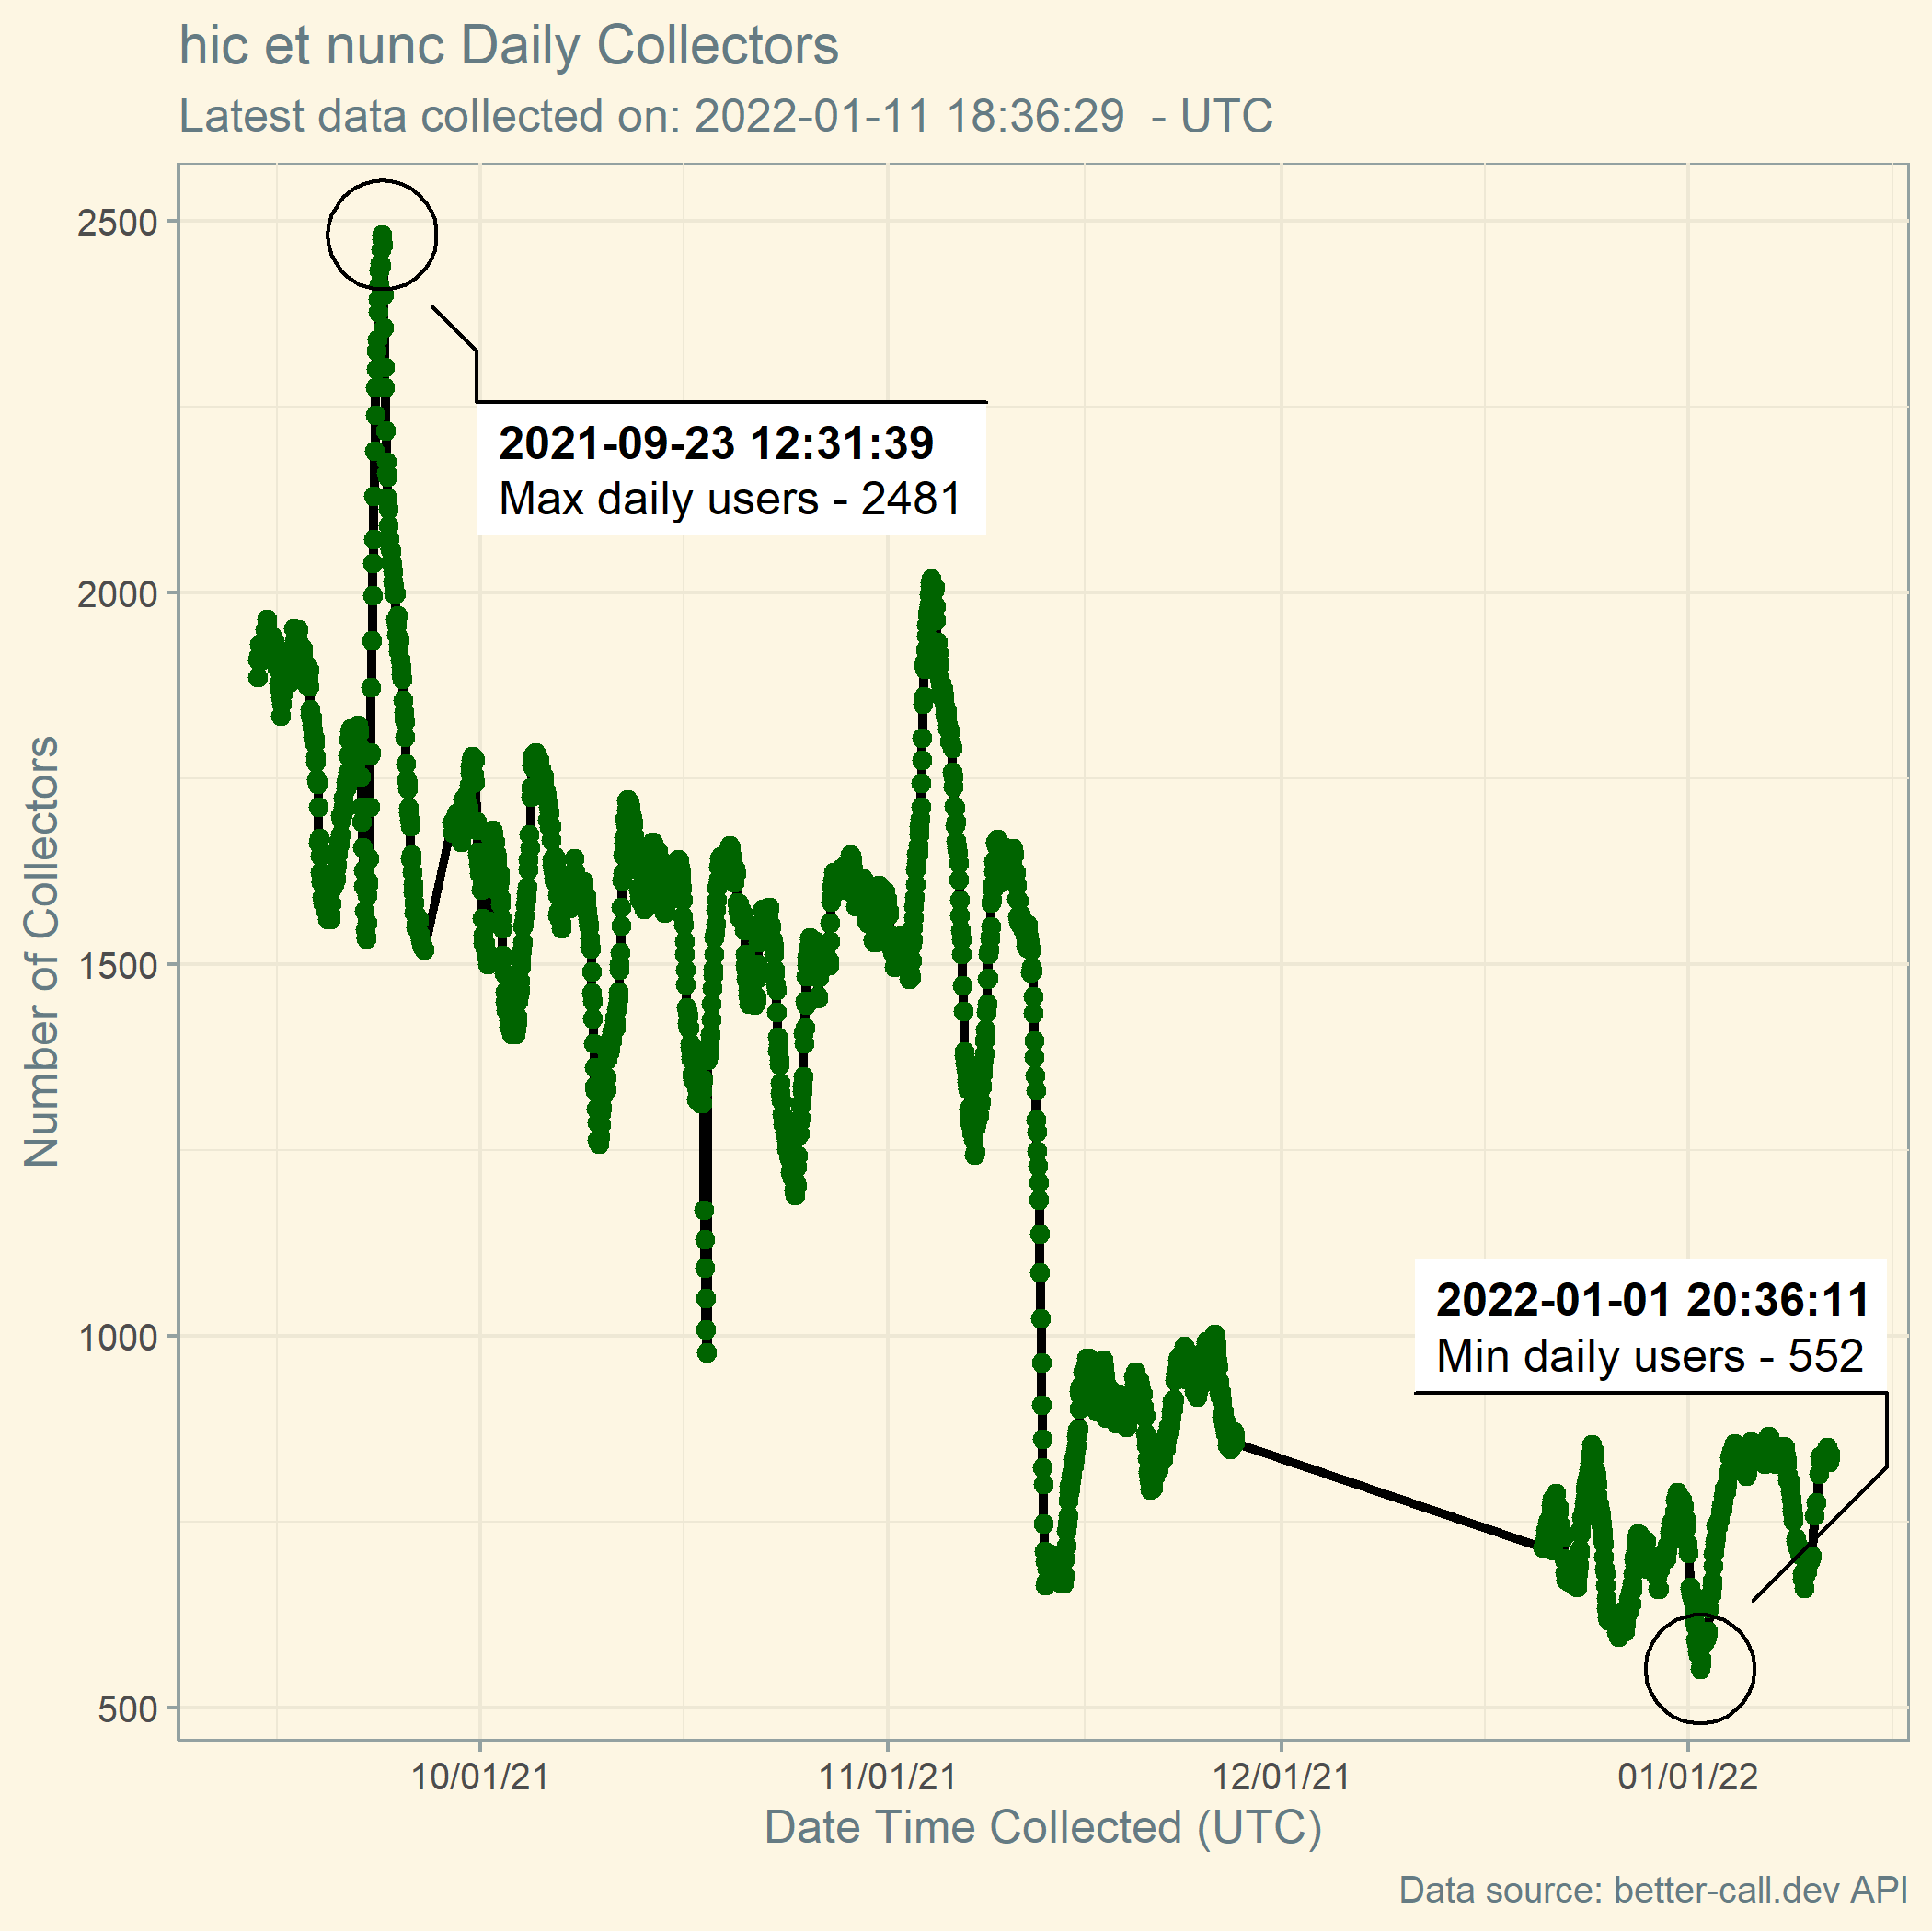 hic et nunc Daily Collectors
Latest data collected on: 2022-01-11 18:36:29  - UTC
Number of Collectors
2500
2000
1500
1000
500
2021-09-23 12:31:39
Max daily users - 2481
2022-01-01 20:36:11
Min daily users - 552
10/01/21
11/01/21
12/01/21
01/01/22
Date Time Collected (UTC)
Data source: better-call.dev API